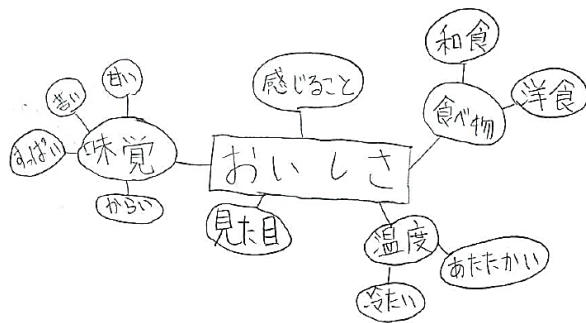 和食
感じること
甘い
苦い
洋食
食べ物
すっぱい
味覚
おいしさ
からい
見た目
温度
あたたかい
冷たい